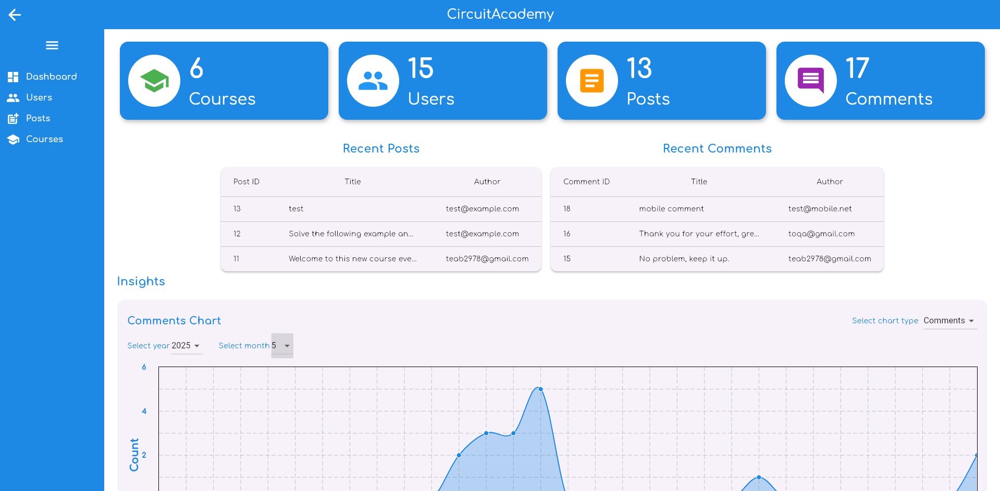 CircuitAcademy
Dashboard
Users
Posts
Courses
6
Courses
15
Users
13
Posts
17
Comments
Recent Posts
Post ID Title Author
13 test test@example.com
12 Solve the following example an... test@example.com
11 Welcome to this new course eve... teab2978@gmail.com
Recent Comments
Comment ID Title Author
18 mobile comment test@mobile.net
16 Thank you for your effort, gre... toqa@gmail.com
15 No problem, keep it up. teab2978@gmail.com
Insights
Comments Chart
Select chart type Comments
Select year 2025 Select month 5
6
4
2
Count